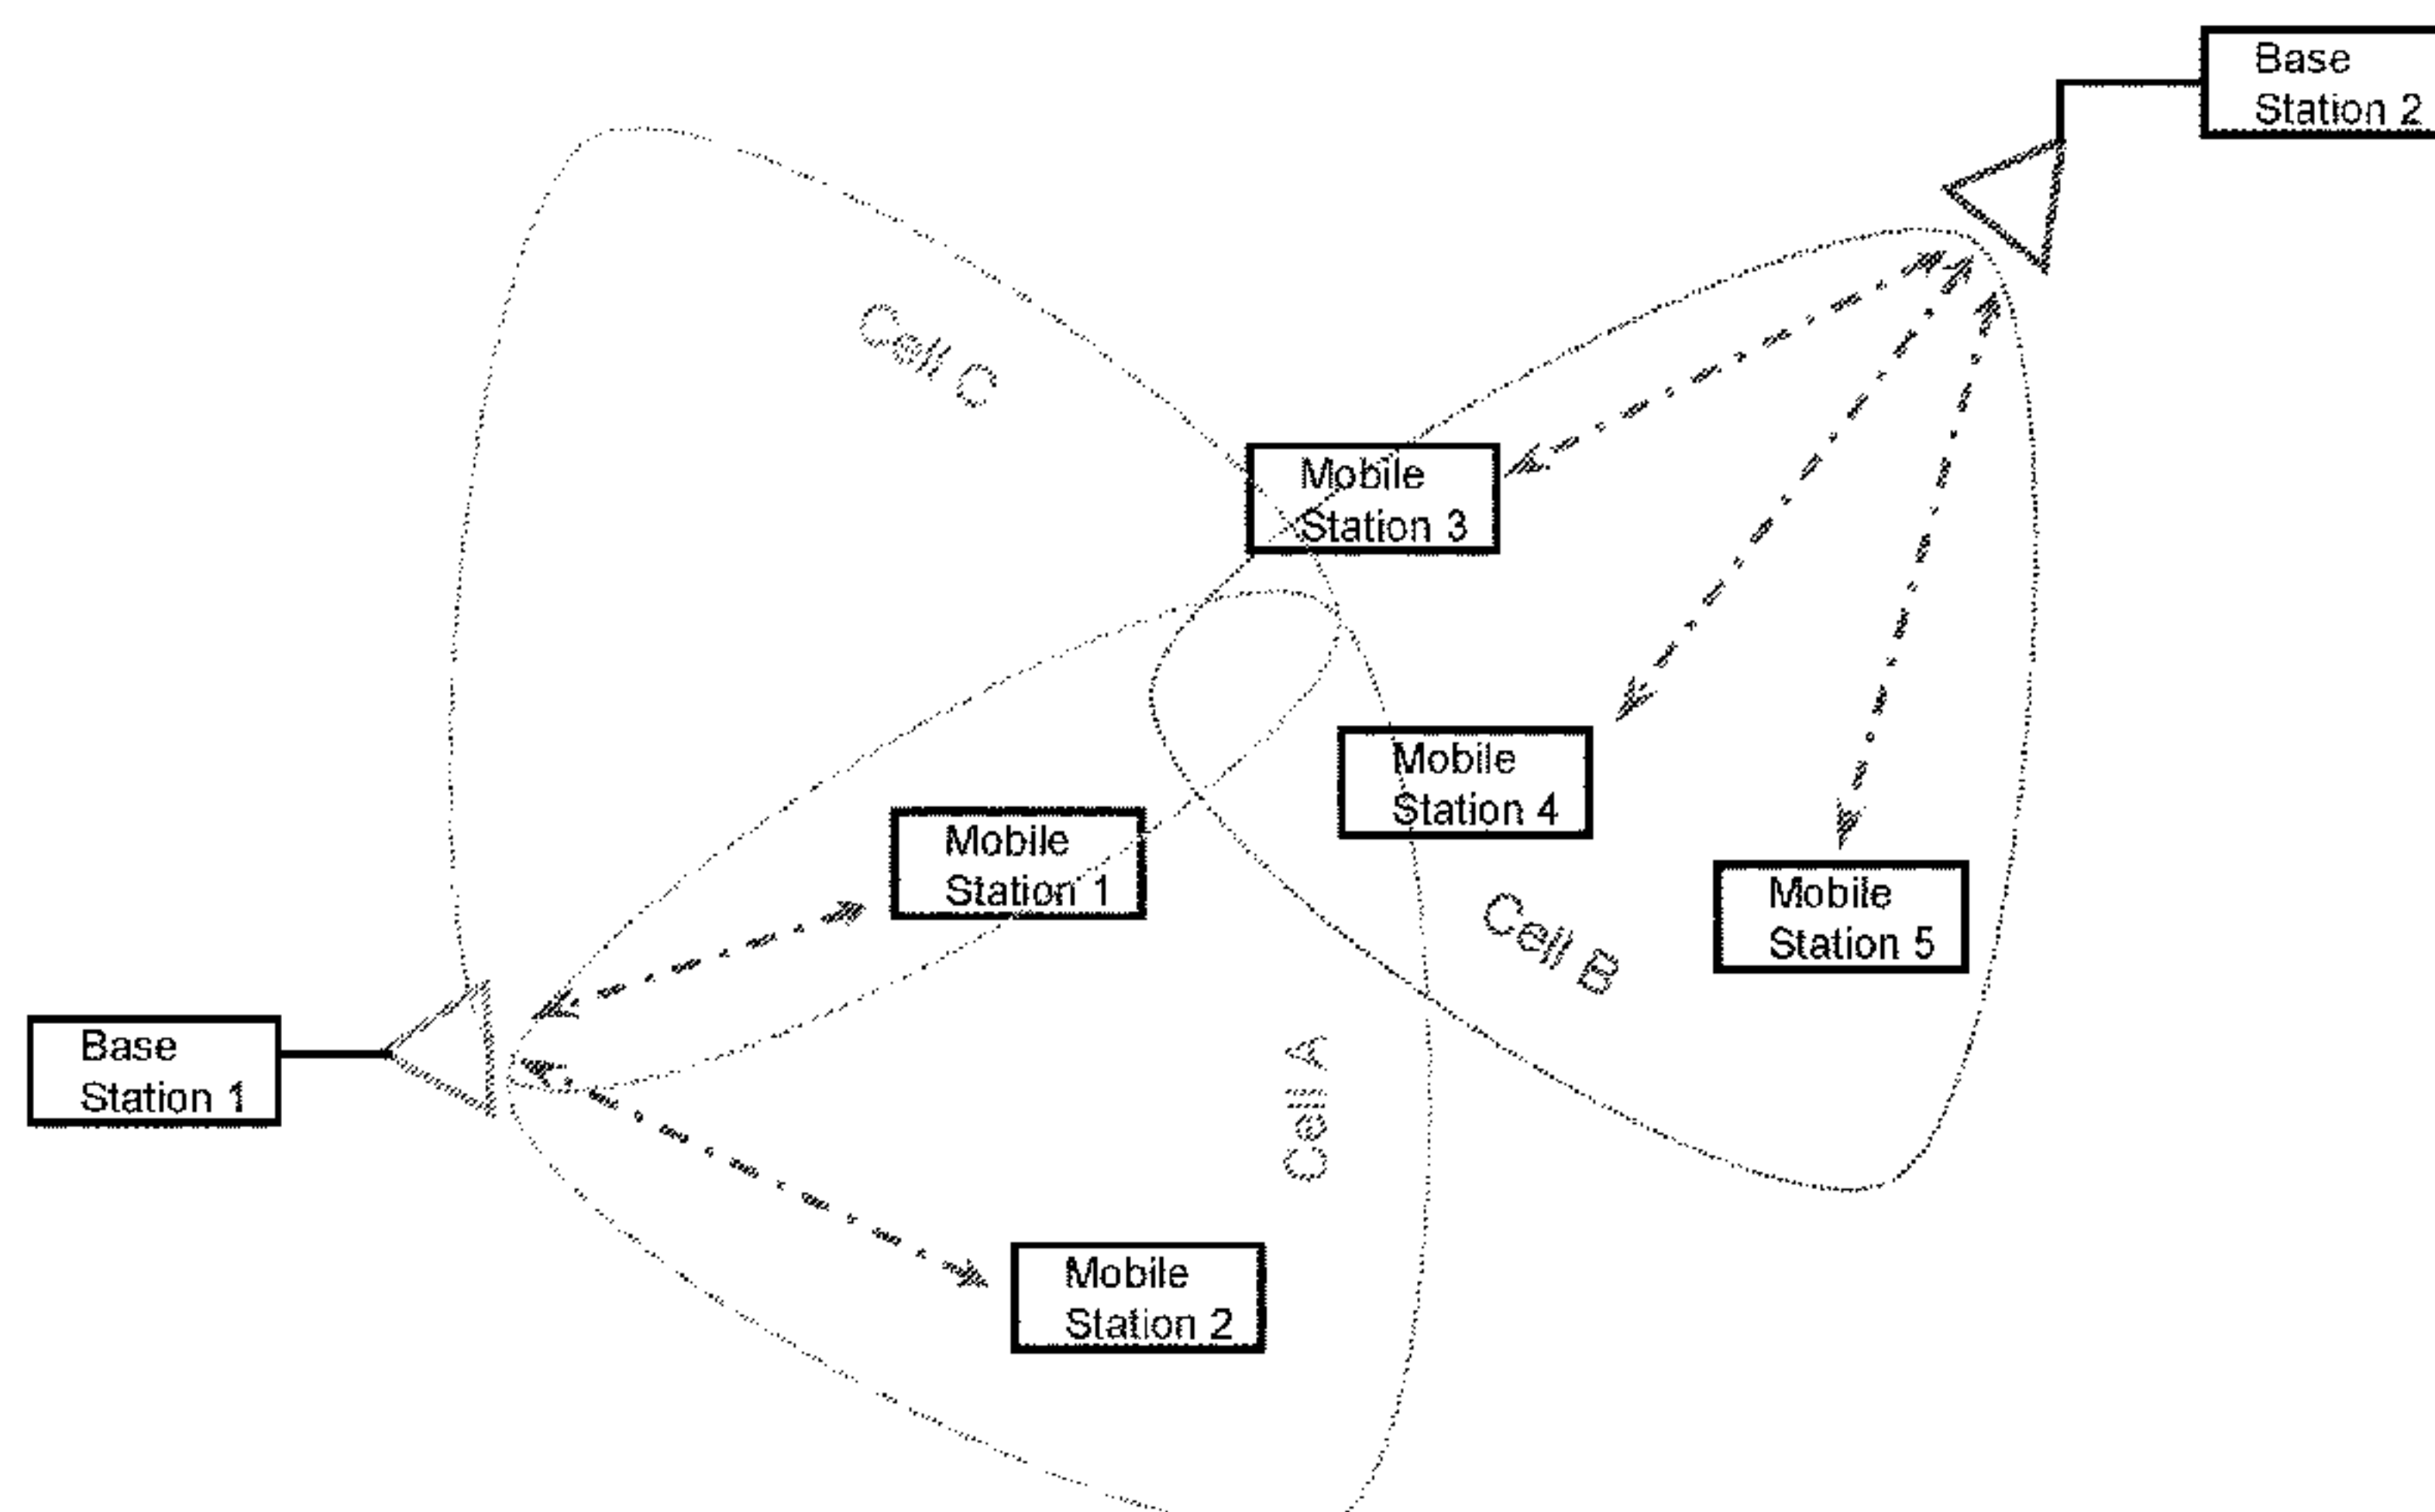 Base
Station 2
Cell C
Mobile
Station 3
Mobile
Station 4
Mobile
Station 1
Mobile
Station 5
Cell B
Base
Station 1
Cell A
Mobile
Station 2